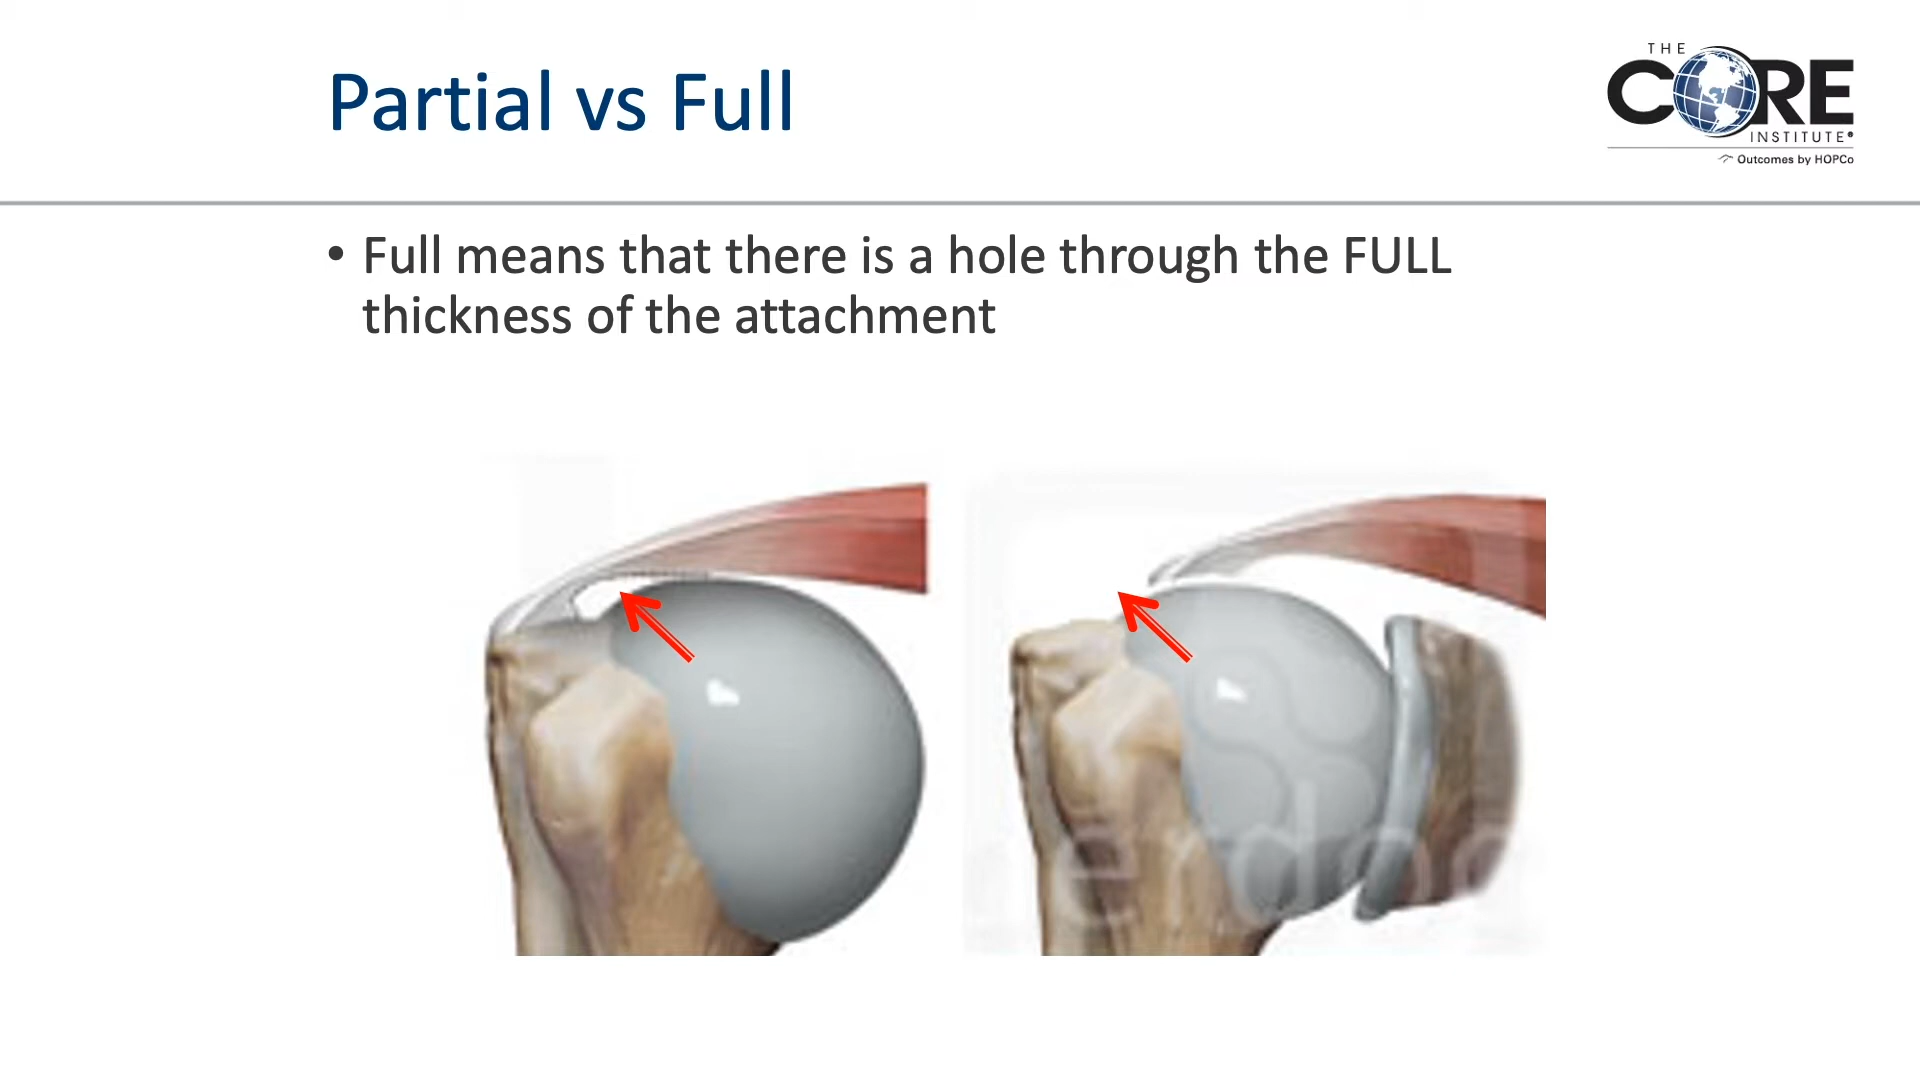 Partial vs Full
THE
CORE
INSTITUTE®
Outcomes by HOPCo
• Full means that there is a hole through the FULL
thickness of the attachment